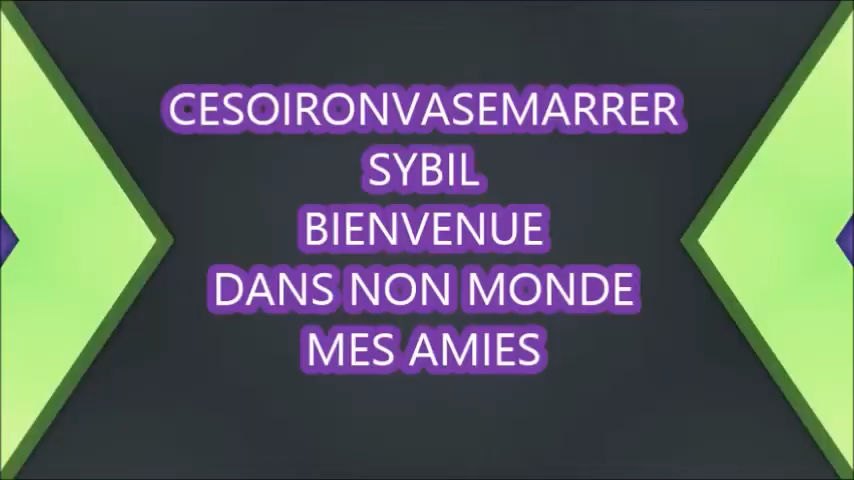 CESOIRONVASEMARRER
SYBIL
BIENVENUE
DANS NON MONDE
MES AMIES